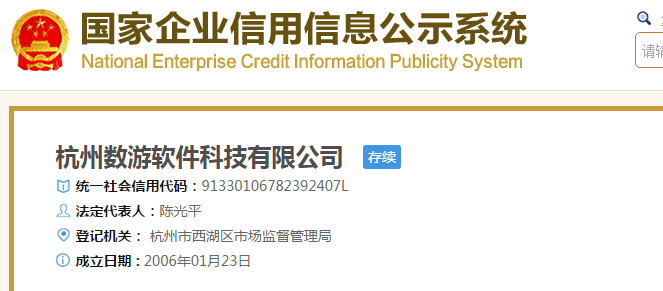 国家企业信用信息公示系统
National Enterprise Credit Information Publicity System
请输
杭州数游软件科技有限公司 存续
统一社会信用代码：91330106782392407L
法定代表人：陈光平
登记机关： 杭州市西湖区市场监督管理局
成立日期：2006年01月23日